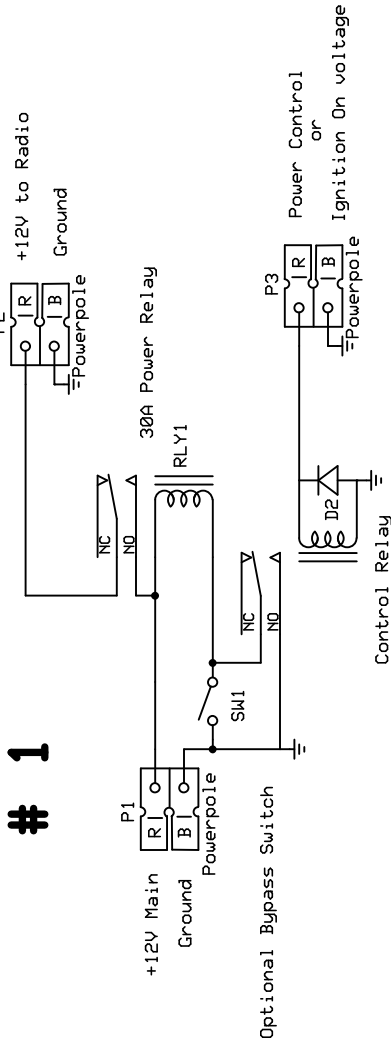 # 1
+12V to Radio
Ground
R
B
Powerpole
30A Power Relay
RLY1
NC
NO
P1
R
B
Powerpole
+12V Main
Ground
SW1
NC
NO
Optional Bypass Switch
P3
R
B
Powerpole
Power Control
or
Ignition On voltage
D2
Control Relay